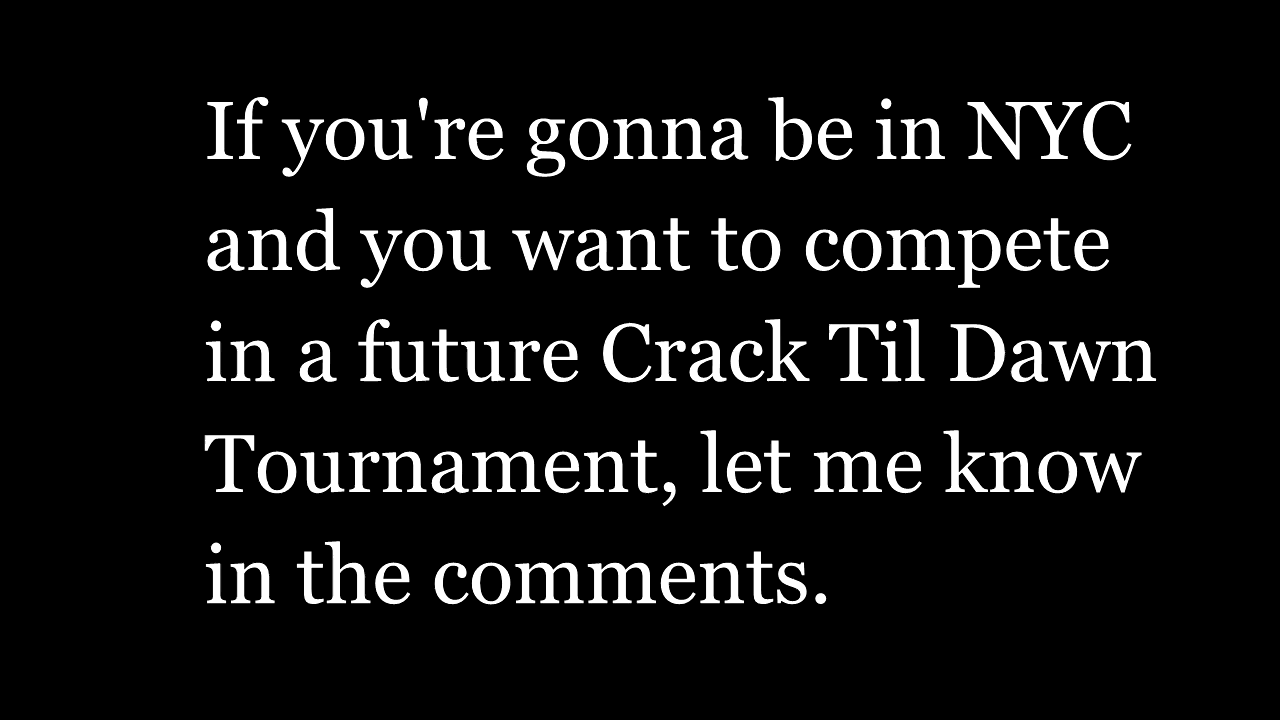 If you're gonna be in NYC
and you want to compete
in a future Crack Til Dawn
Tournament, let me know
in the comments.